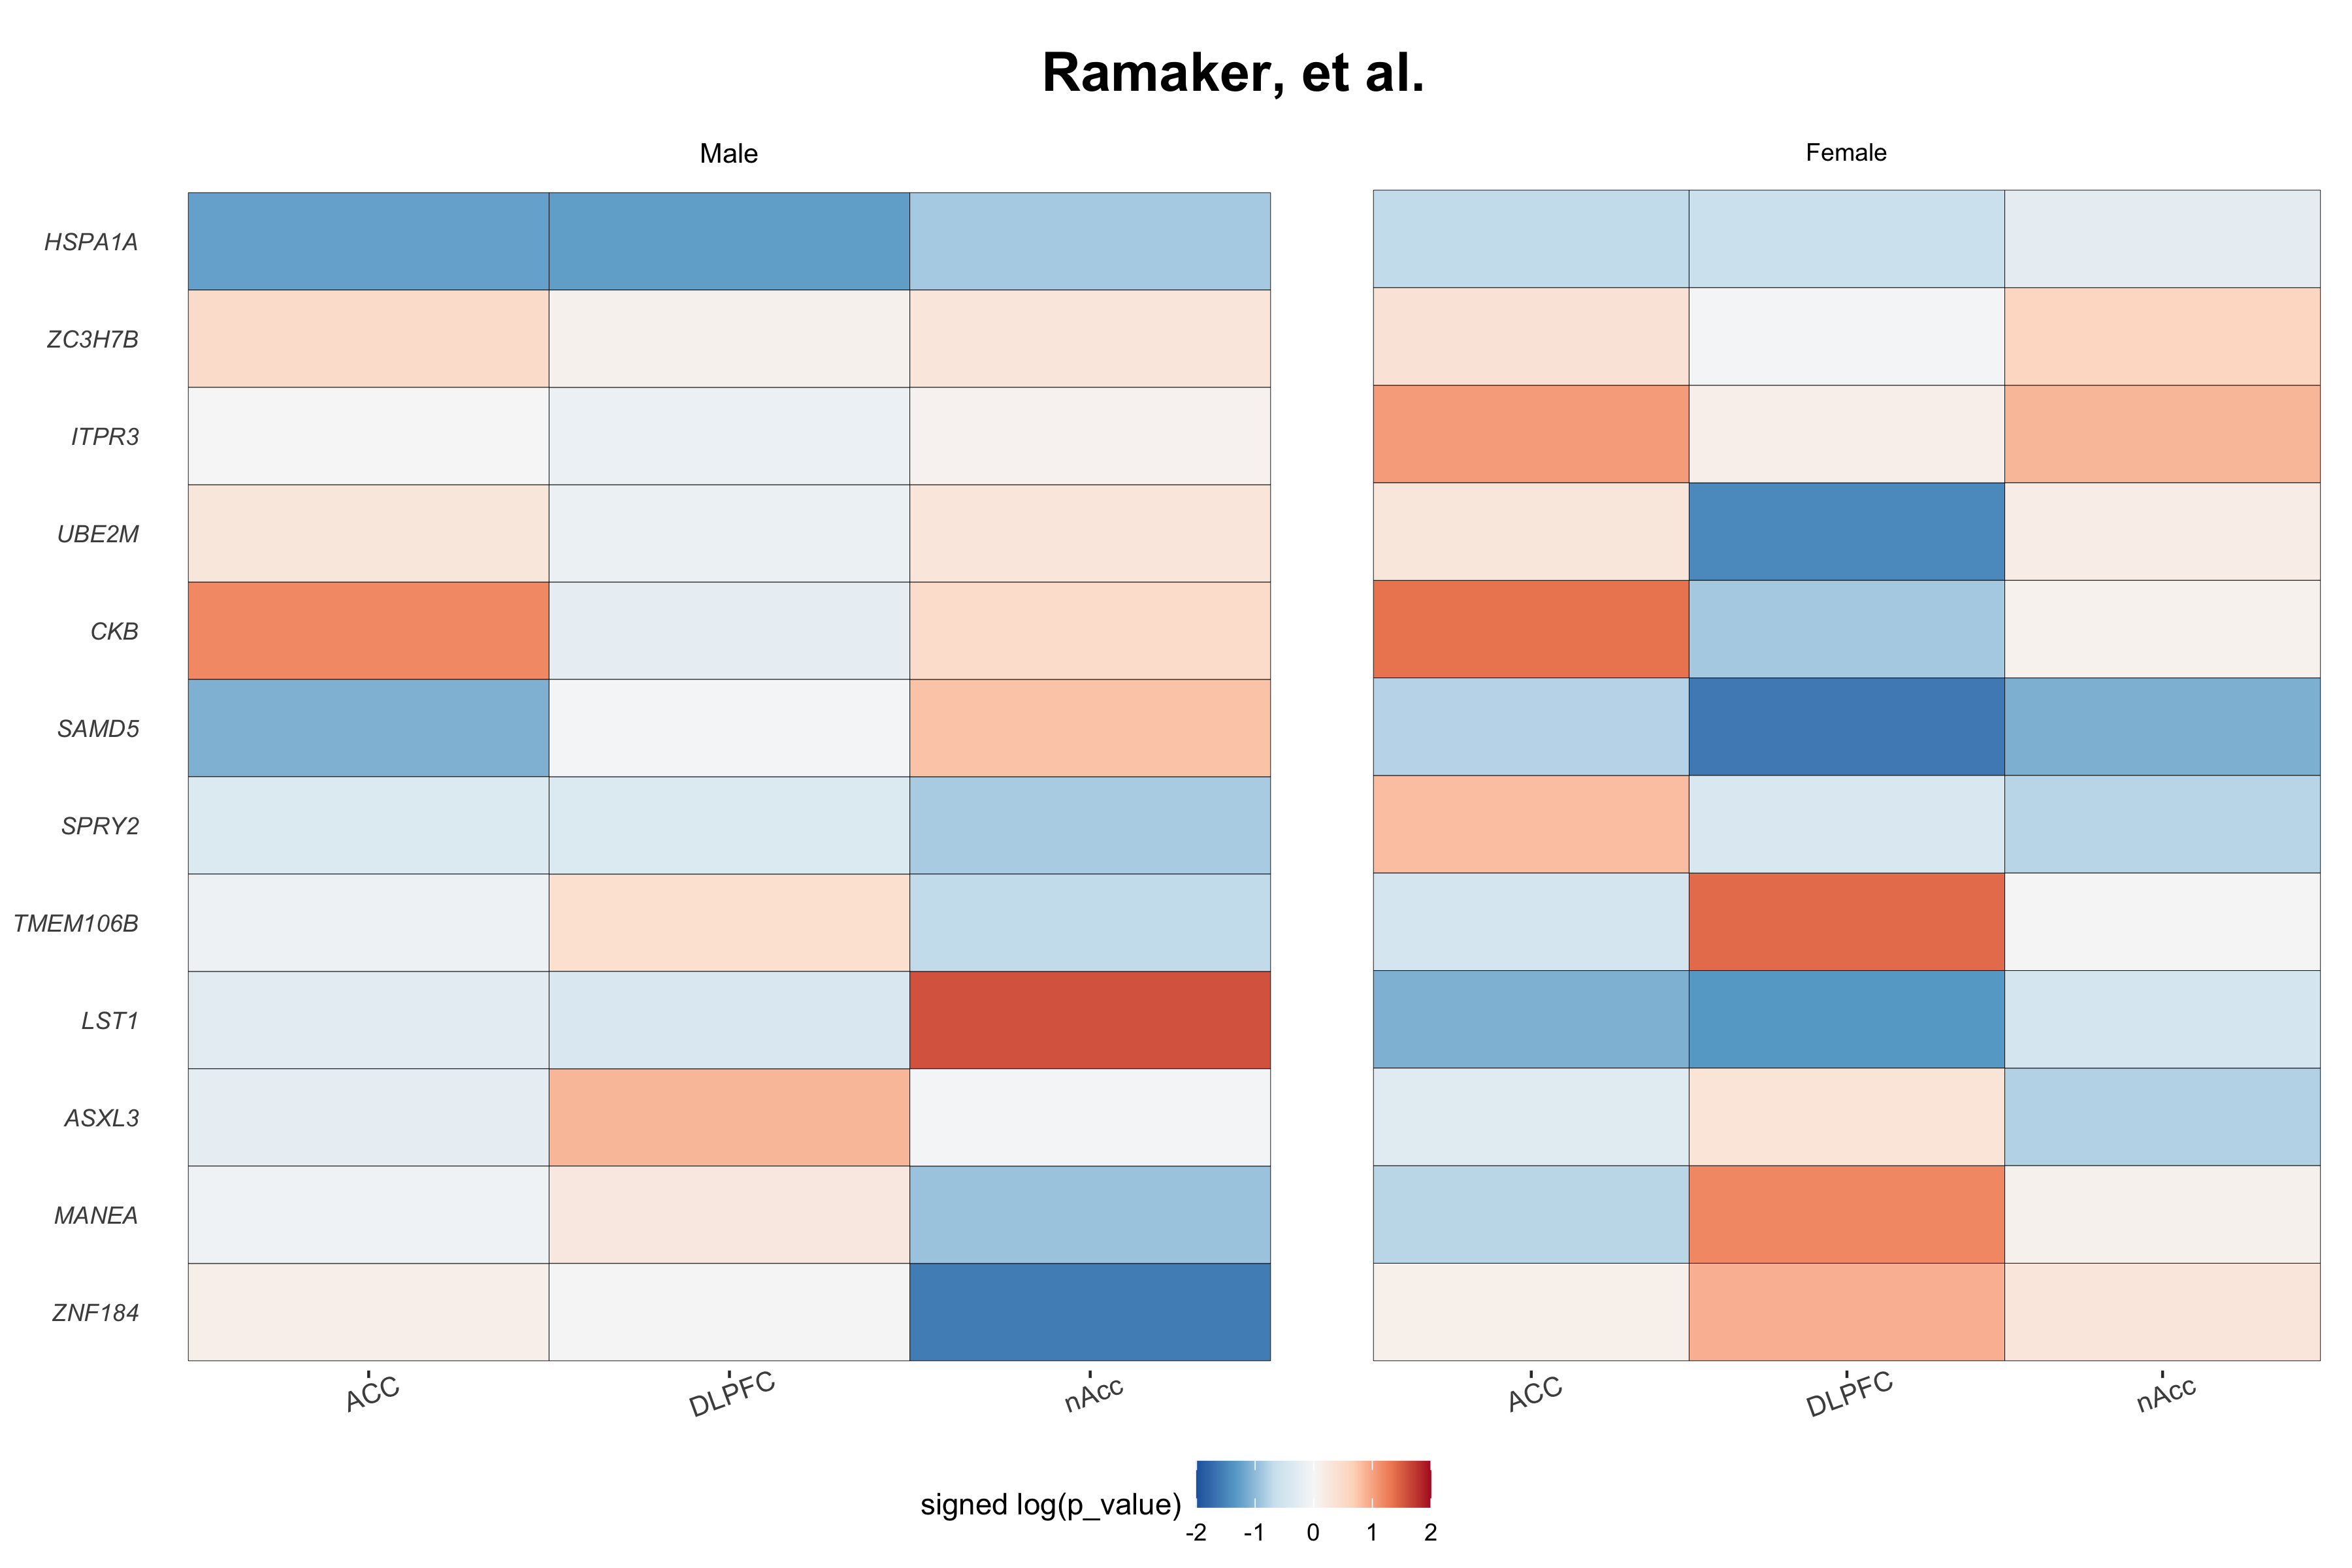 Ramaker, et al.
Male
Female
HSPA1A
ZC3H7B
ITPR3
UBE2M
CKB
SAMD5
SPRY2
TMEM106B
LST1
ASXL3
MANEA
ZNF184
ACC DLPFC nAcc
ACC DLPFC nAcc
signed log(p_value)
-2 -1 0 1 2